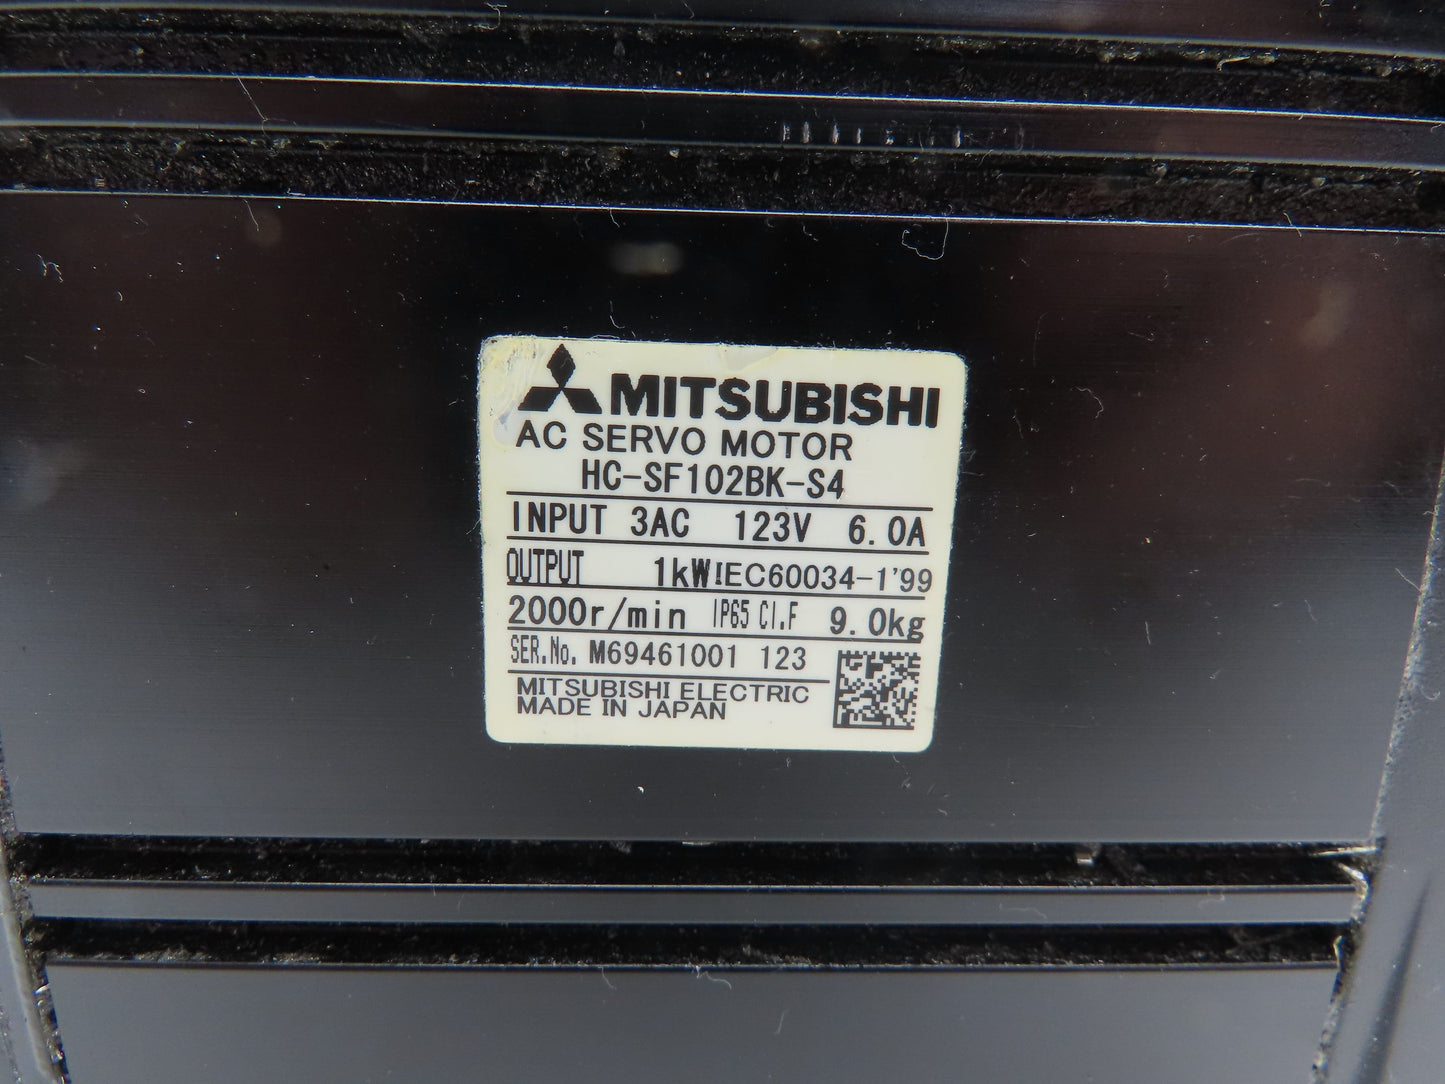 MITSUBISHI
AC SERVO MOTOR
HC-SF102BK-S4
INPUT 3AC 123V 6.0A
OUTPUT 1kW IEC60034-1'99
2000r/min IP65 Cl.F 9.0kg
SER.No. M69461001 123
MITSUBISHI ELECTRIC
MADE IN JAPAN